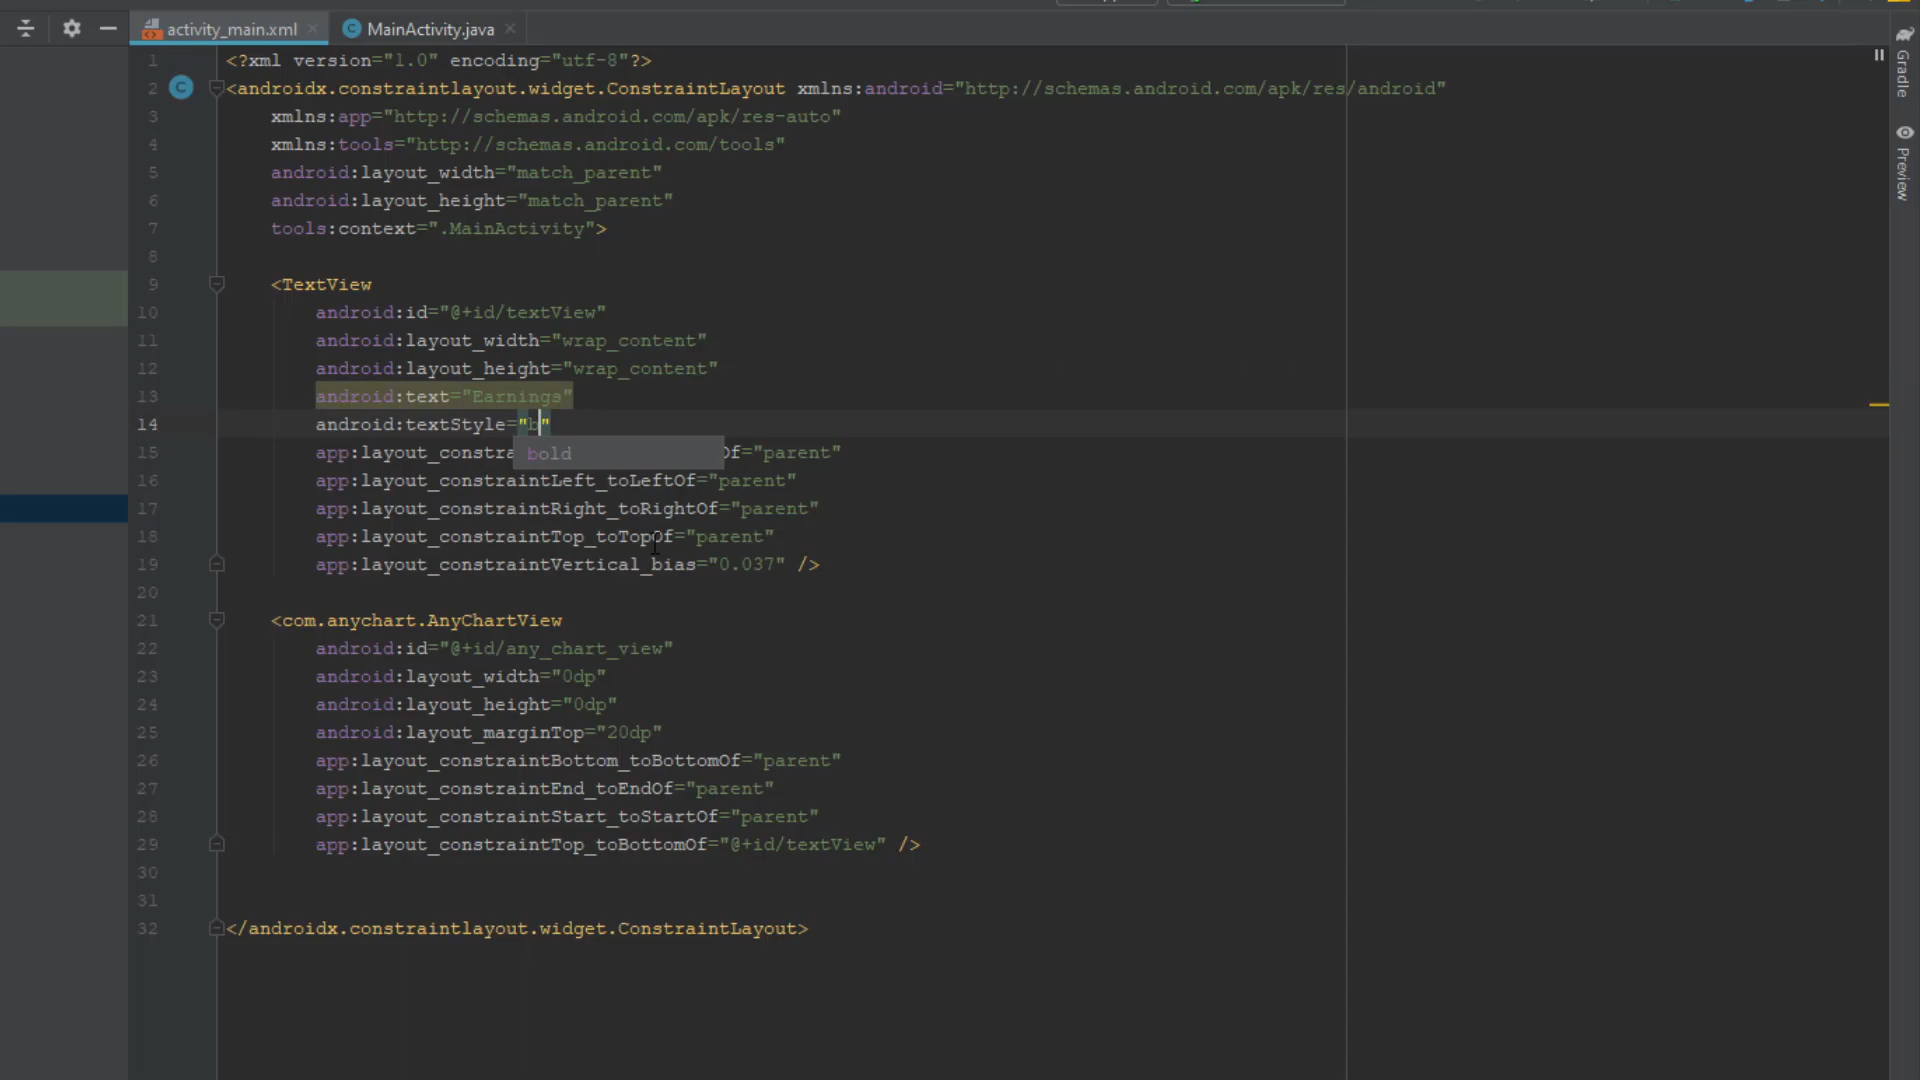 activity_main.xml
MainActivity.java
1 <?xml version="1.0" encoding="utf-8"?>
2 <androidx.constraintlayout.widget.ConstraintLayout xmlns:android="http://schemas.android.com/apk/res/android"
3 xmlns:app="http://schemas.android.com/apk/res-auto"
4 xmlns:tools="http://schemas.android.com/tools"
5 android:layout_width="match_parent"
6 android:layout_height="match_parent"
7 tools:context=".MainActivity">
8
9 <TextView
10 android:id="@+id/textView"
11 android:layout_width="wrap_content"
12 android:layout_height="wrap_content"
13 android:text="Earnings"
14 android:textStyle="b"
bold
15 app:layout_constra Of="parent"
16 app:layout_constraintLeft_toLeftOf="parent"
17 app:layout_constraintRight_toRightOf="parent"
18 app:layout_constraintTop_toTopOf="parent"
19 app:layout_constraintVertical_bias="0.037" />
20
21 <com.anychart.AnyChartView
22 android:id="@+id/any_chart_view"
23 android:layout_width="0dp"
24 android:layout_height="0dp"
25 android:layout_marginTop="20dp"
26 app:layout_constraintBottom_toBottomOf="parent"
27 app:layout_constraintEnd_toEndOf="parent"
28 app:layout_constraintStart_toStartOf="parent"
29 app:layout_constraintTop_toBottomOf="@+id/textView" />
30
31
32 </androidx.constraintlayout.widget.ConstraintLayout>
Gradle
Preview